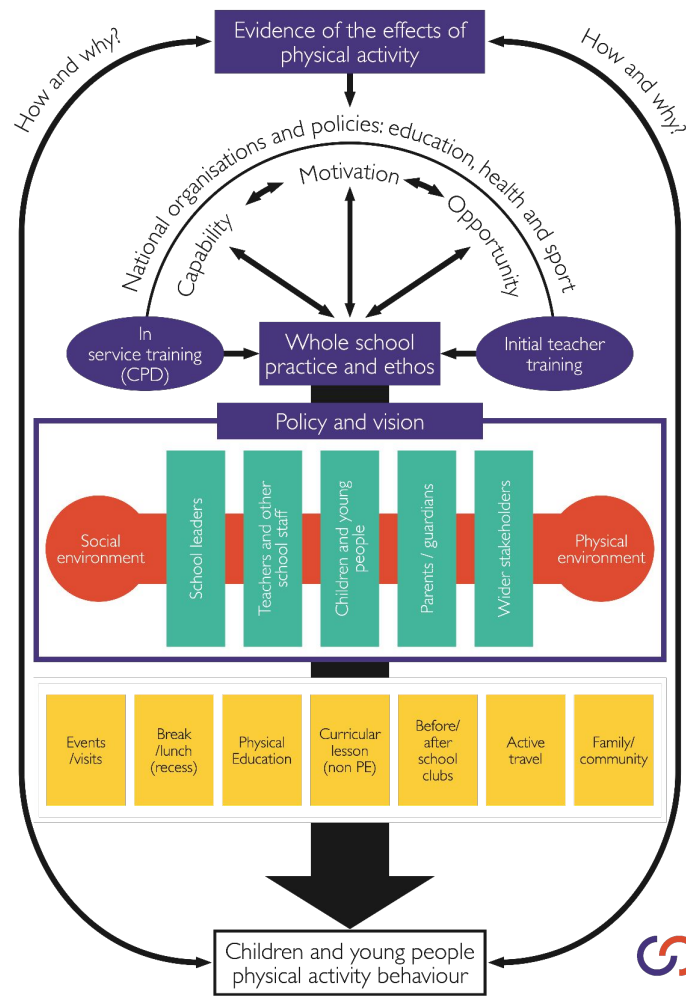 Evidence of the effects of
physical activity
How and why?
How and why?
National organisations and policies: education, health and sport
Motivation
Capability
Opportunity
In
service training
(CPD)
Whole school
practice and ethos
Initial teacher
training
Policy and vision
Social
environment
School leaders
Teachers and other
school staff
Children and young
people
Parents / guardians
Wider stakeholders
Physical
environment
Events
/visits
Break
/lunch
(recess)
Physical
Education
Curricular
lesson
(non PE)
Before/
after
school
clubs
Active
travel
Family/
community
Children and young people
physical activity behaviour